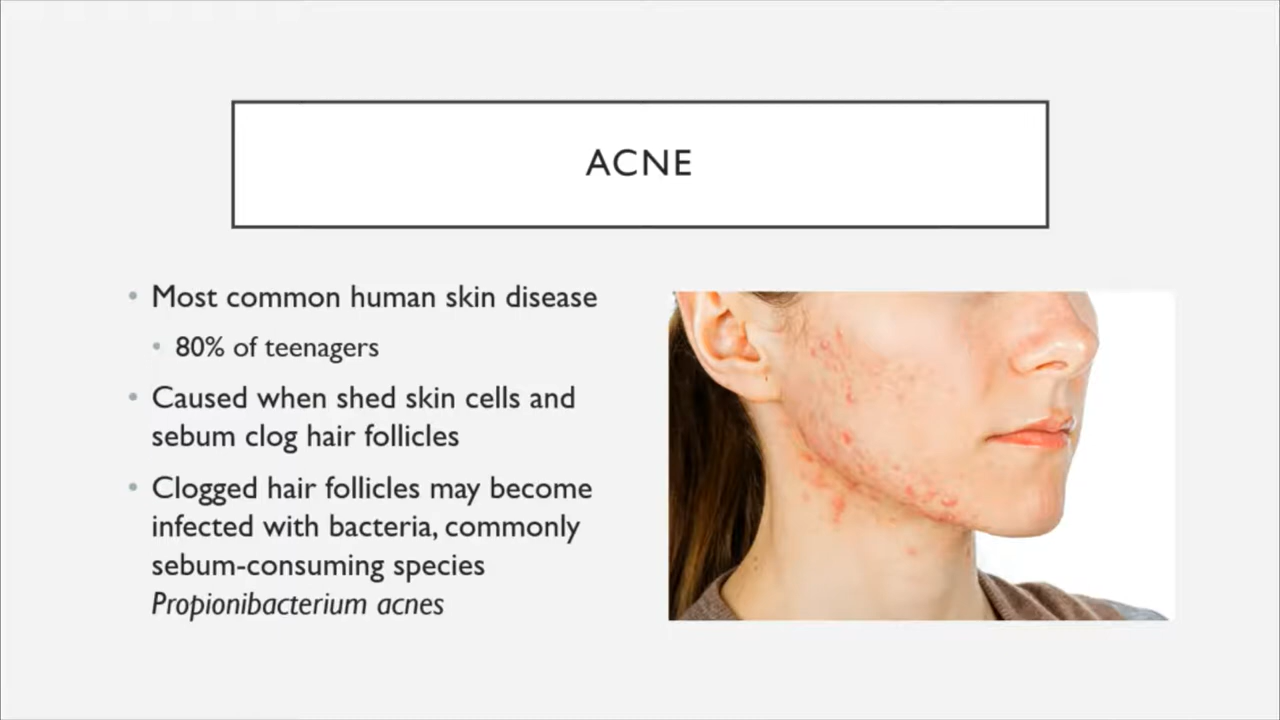 ACNE
Most common human skin disease
80% of teenagers
Caused when shed skin cells and
sebum clog hair follicles
Clogged hair follicles may become
infected with bacteria, commonly
sebum-consuming species
Propionibacterium acnes